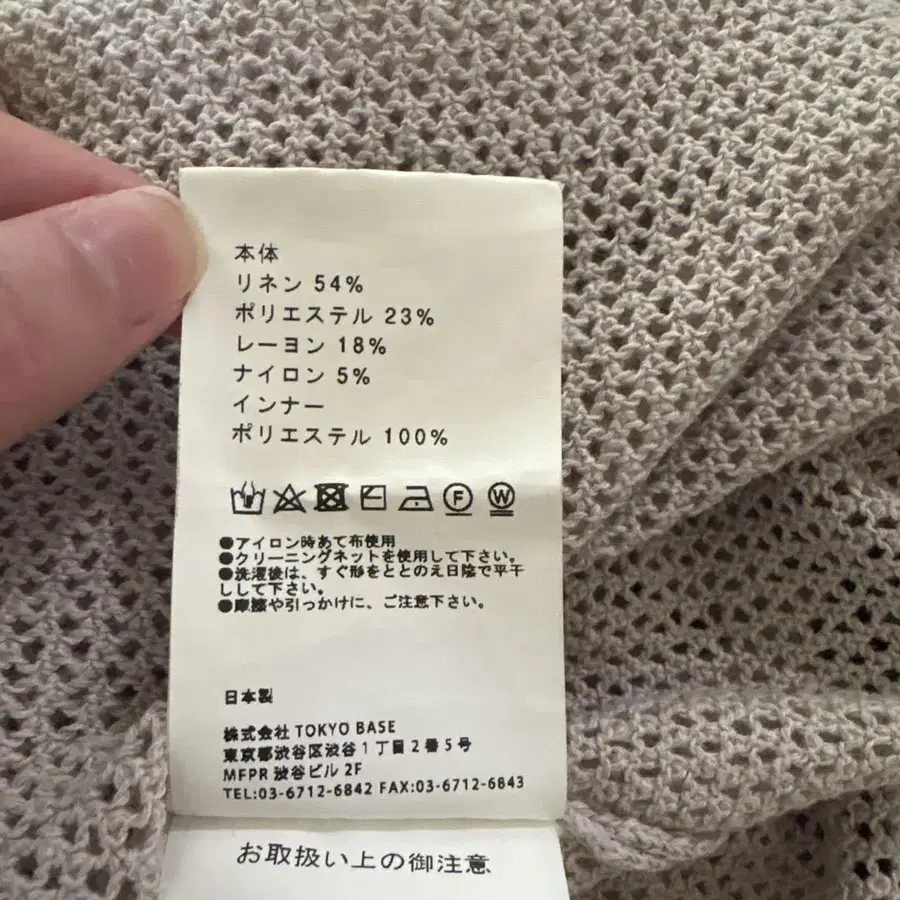 本体
リネン 54%
ポリエステル 23%
レーヨン 18%
ナイロン 5%
インナー
ポリエステル 100%
F W
●アイロン時あて布使用
●クリーニングネットを使用して下さい。
●洗濯後は、すぐ形をととのえ日陰で平干
しして下さい。
●摩擦や引っかけに、ご注意下さい。
日本製
株式会社 TOKYO BASE
東京都渋谷区渋谷1丁目2番5号
MFPR 渋谷ビル 2F
TEL:03-6712-6842 FAX:03-6712-6843
お取扱い上の御注意